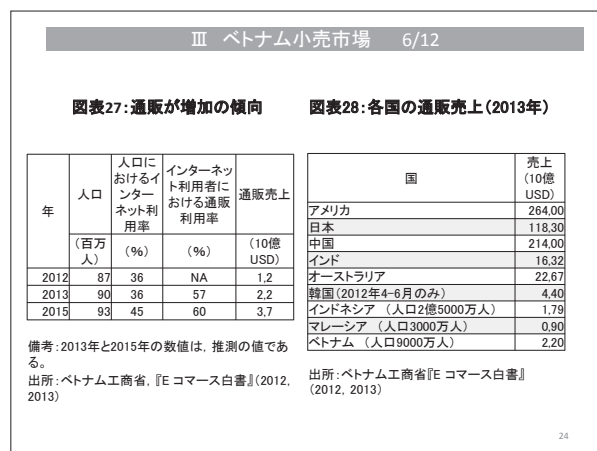 Ⅲ ベトナム小売市場 6/12
図表27:通販が増加の傾向
年 人口 人口におけるインターネット利用率 インターネット利用者における通販利用率 通販売上
(百万人) (%) (%) (10億USD)
2012 87 36 NA 1,2
2013 90 36 57 2,2
2015 93 45 60 3,7
備考:2013年と2015年の数値は,推測の値であ
る。
出所:ベトナム工商省,『E コマース白書』(2012,
2013)
図表28:各国の通販売上(2013年)
国 売上(10億USD)
アメリカ 264,00
日本 118,30
中国 214,00
インド 16,32
オーストラリア 22,67
韓国(2012年4-6月のみ) 4,40
インドネシア (人口2億5000万人) 1,79
マレーシア (人口3000万人) 0,90
ベトナム (人口9000万人) 2,20
出所:ベトナム工商省『E コマース白書』
(2012, 2013)
24